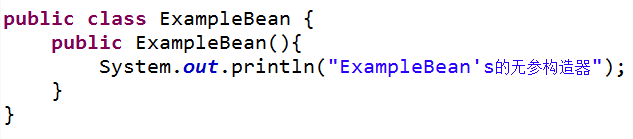 public class ExampleBean {
    public ExampleBean(){
        System.out.println("ExampleBean's的无参构造器");
    }
}